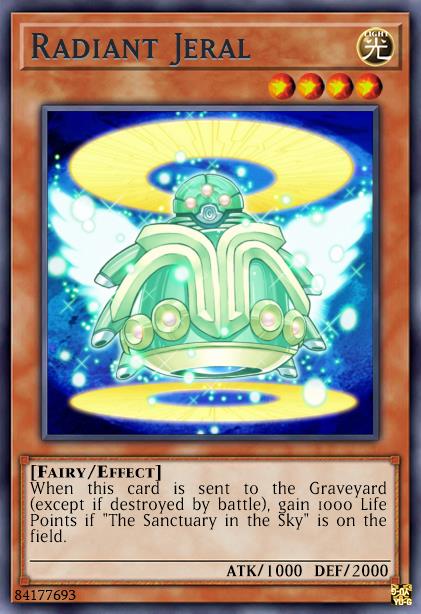 Radiant Jeral
LIGHT
光
[Fairy/Effect]
When this card is sent to the Graveyard
(except if destroyed by battle), gain 1000 Life
Points if "The Sanctuary in the Sky" is on the
field.
ATK/1000 DEF/2000
84177693